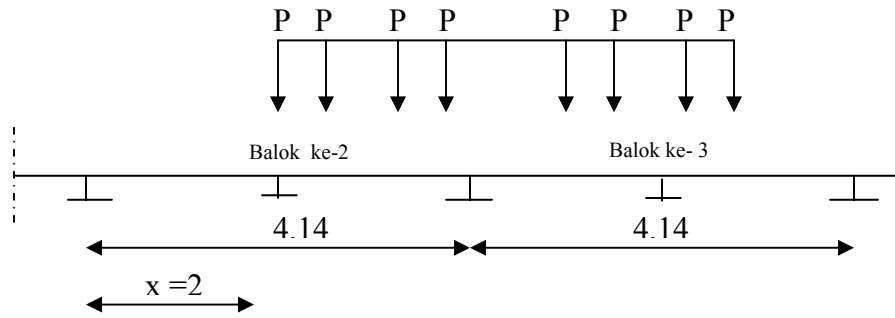 P P P P P P P P
Balok ke-2 Balok ke- 3
4.14 4.14
x =2